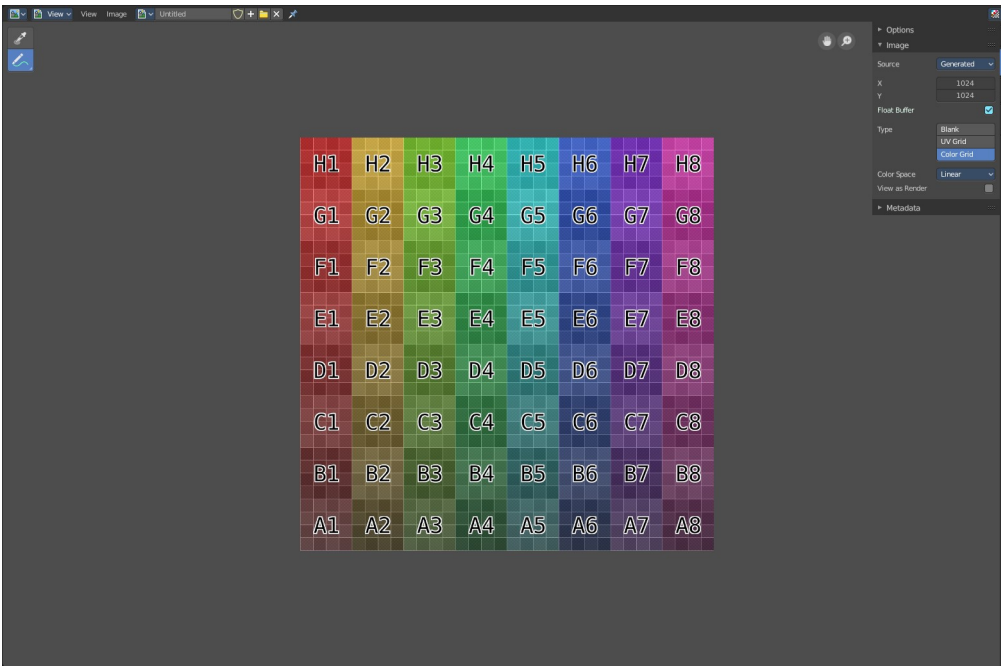 View View Image Untitled
Options
Image
Source Generated
X 1024
Y 1024
Float Buffer
Type Blank
UV Grid
Color Grid
Color Space Linear
View as Render
Metadata
H1 H2 H3 H4 H5 H6 H7 H8
G1 G2 G3 G4 G5 G6 G7 G8
F1 F2 F3 F4 F5 F6 F7 F8
E1 E2 E3 E4 E5 E6 E7 E8
D1 D2 D3 D4 D5 D6 D7 D8
C1 C2 C3 C4 C5 C6 C7 C8
B1 B2 B3 B4 B5 B6 B7 B8
A1 A2 A3 A4 A5 A6 A7 A8